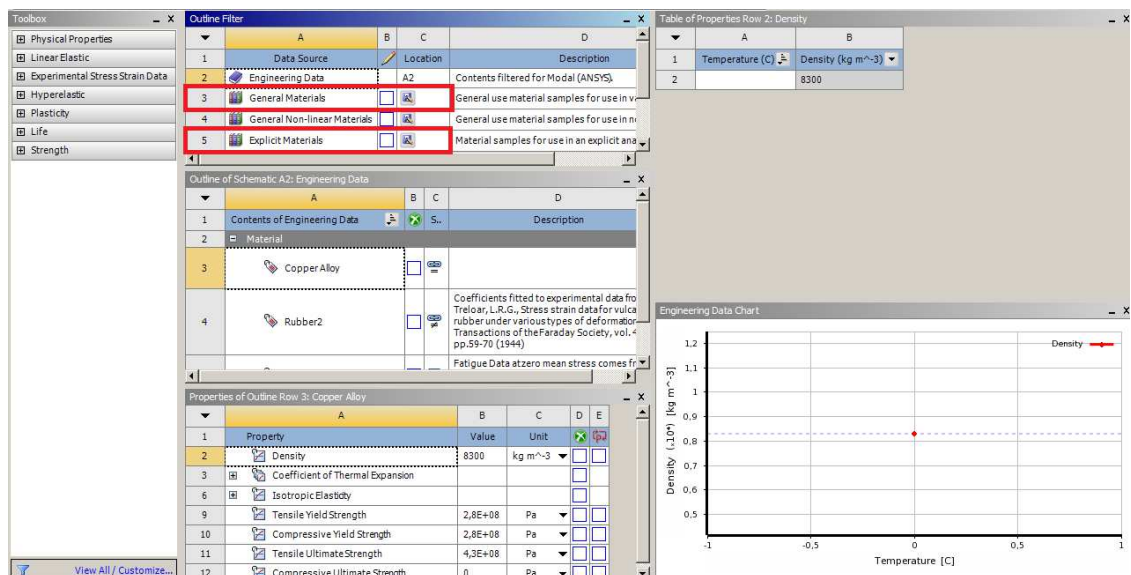 Toolbox
Physical Properties
Linear Elastic
Experimental Stress Strain Data
Hyperelastic
Plasticity
Life
Strength
View All / Customize...
Outline Filter
A B C D
1 Data Source Location Description
2 Engineering Data A2 Contents filtered for Modal (ANSYS).
3 General Materials General use material samples for use in va
4 General Non-linear Materials General use material samples for use in n
5 Explicit Materials Material samples for use in an explicit ana
Outline of Schematic A2: Engineering Data
A B C D
1 Contents of Engineering Data S.. Description
2 Material
3 Copper Alloy
4 Rubber2
Coefficients fitted to experimental data fro
Treloar, L.R.G., Stress strain data for vulca
rubber under various types of deformation
Transactions of the Faraday Society, vol. 4
pp.59-70 (1944)
Fatigue Data at zero mean stress comes fr
Properties of Outline Row 3: Copper Alloy
A B C D E
1 Property Value Unit
2 Density 8300 kg m^-3
3 Coefficient of Thermal Expansion
6 Isotropic Elasticity
9 Tensile Yield Strength 2,8E+08 Pa
10 Compressive Yield Strength 2,8E+08 Pa
11 Tensile Ultimate Strength 4,3E+08 Pa
12 Compressive Ultimate Strength 0 Pa
Table of Properties Row 2: Density
A B
1 Temperature (C) Density (kg m^-3)
2 8300
Engineering Data Chart
Density
1,2
1,1
1
0,9
0,8
0,7
0,6
0,5
Density (.10⁴) [kg m^-3]
-1 -0,5 0 0,5 1
Temperature [C]